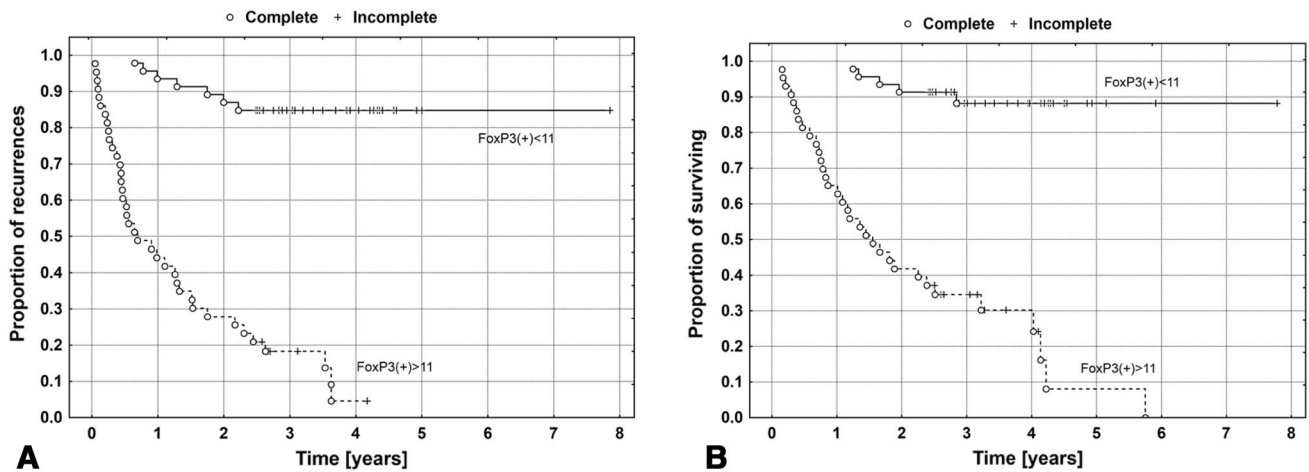 ○ Complete + Incomplete
Proportion of recurrences
1.0
0.9
0.8
0.7
0.6
0.5
0.4
0.3
0.2
0.1
0.0
FoxP3(+)<11
FoxP3(+)>11
0 1 2 3 4 5 6 7 8
Time [years]
A
○ Complete + Incomplete
Proportion of surviving
1.0
0.9
0.8
0.7
0.6
0.5
0.4
0.3
0.2
0.1
0.0
FoxP3(+)<11
FoxP3(+)>11
0 1 2 3 4 5 6 7 8
Time [years]
B